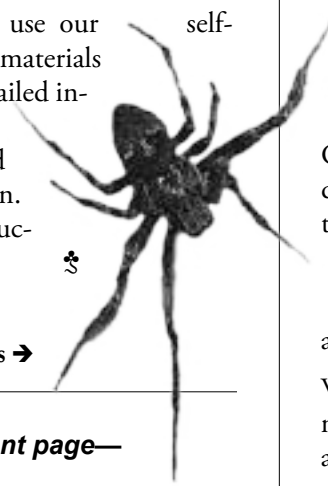 use our self-
materials
ailed in-
n.
uc-
s ➔
nt page—
t
a
a